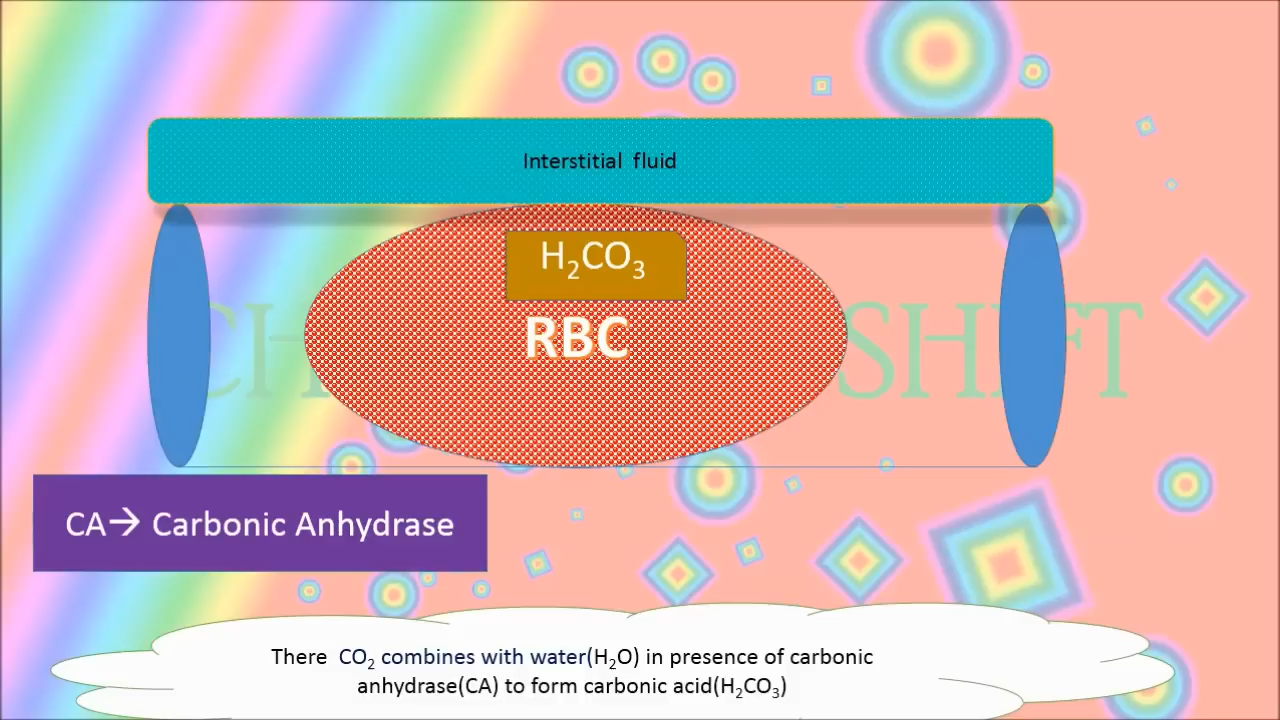 Interstitial fluid
H₂CO₃
RBC
SHIFT
CA→ Carbonic Anhydrase
There CO₂ combines with water(H₂O) in presence of carbonic
anhydrase(CA) to form carbonic acid(H₂CO₃)